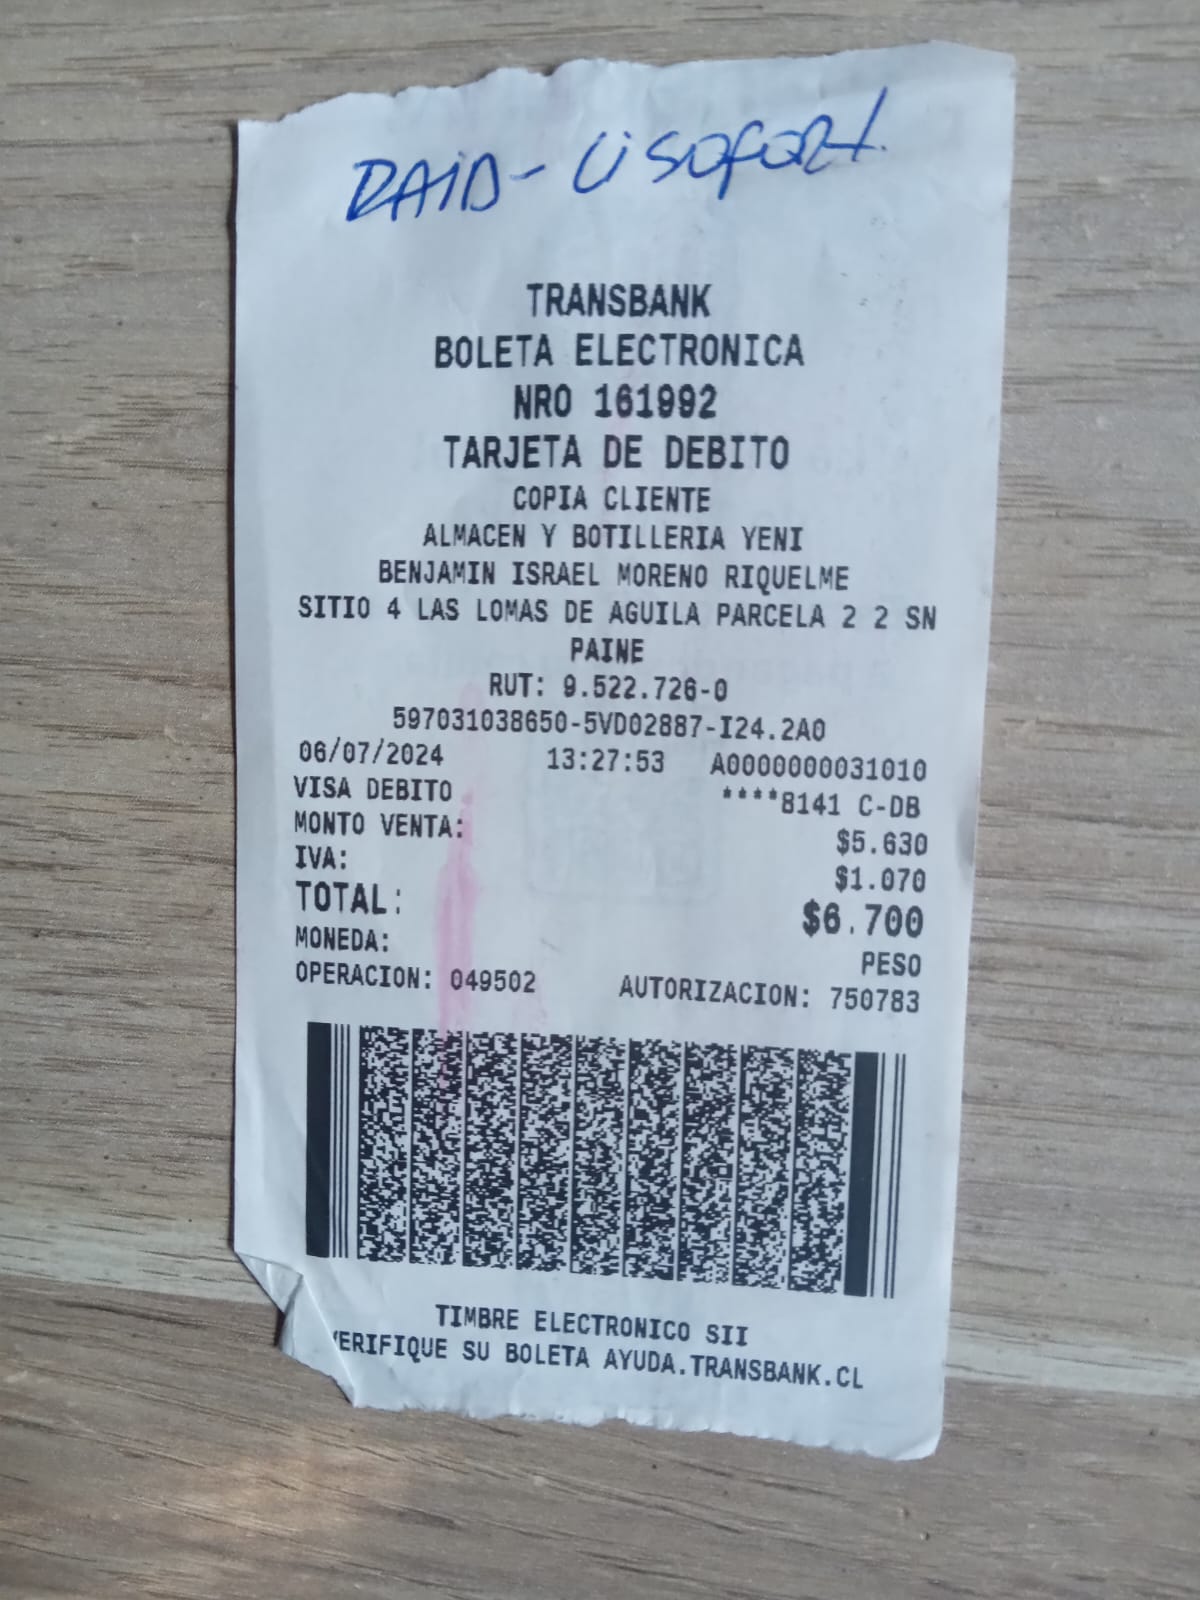 RAID - LiSOfORt.
TRANSBANK
BOLETA ELECTRONICA
NRO 161992
TARJETA DE DEBITO
COPIA CLIENTE
ALMACEN Y BOTILLERIA YENI
BENJAMIN ISRAEL MORENO RIQUELME
SITIO 4 LAS LOMAS DE AGUILA PARCELA 2 2 SN
PAINE
RUT: 9.522.726-0
597031038650-5VD02887-I24.2A0
06/07/2024 13:27:53 A0000000031010
VISA DEBITO ****8141 C-DB
MONTO VENTA: $5.630
IVA: $1.070
TOTAL: $6.700
MONEDA: PESO
OPERACION: 049502 AUTORIZACION: 750783
TIMBRE ELECTRONICO SII
VERIFIQUE SU BOLETA AYUDA.TRANSBANK.CL